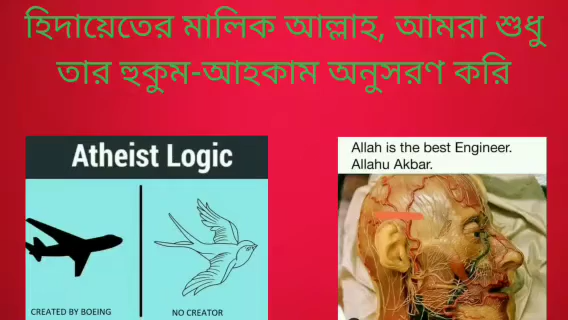 হিদায়েতের মালিক আল্লাহ, আমরা শুধু
তার হুকুম-আহকাম অনুসরণ করি
Atheist Logic
CREATED BY BOEING
NO CREATOR
Allah is the best Engineer.
Allahu Akbar.